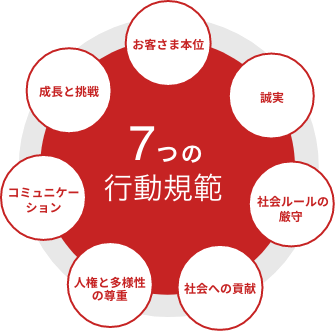 7つの
行動規範
お客さま本位
誠実
社会ルールの
厳守
社会への貢献
人権と多様性
の尊重
コミュニケー
ション
成長と挑戦